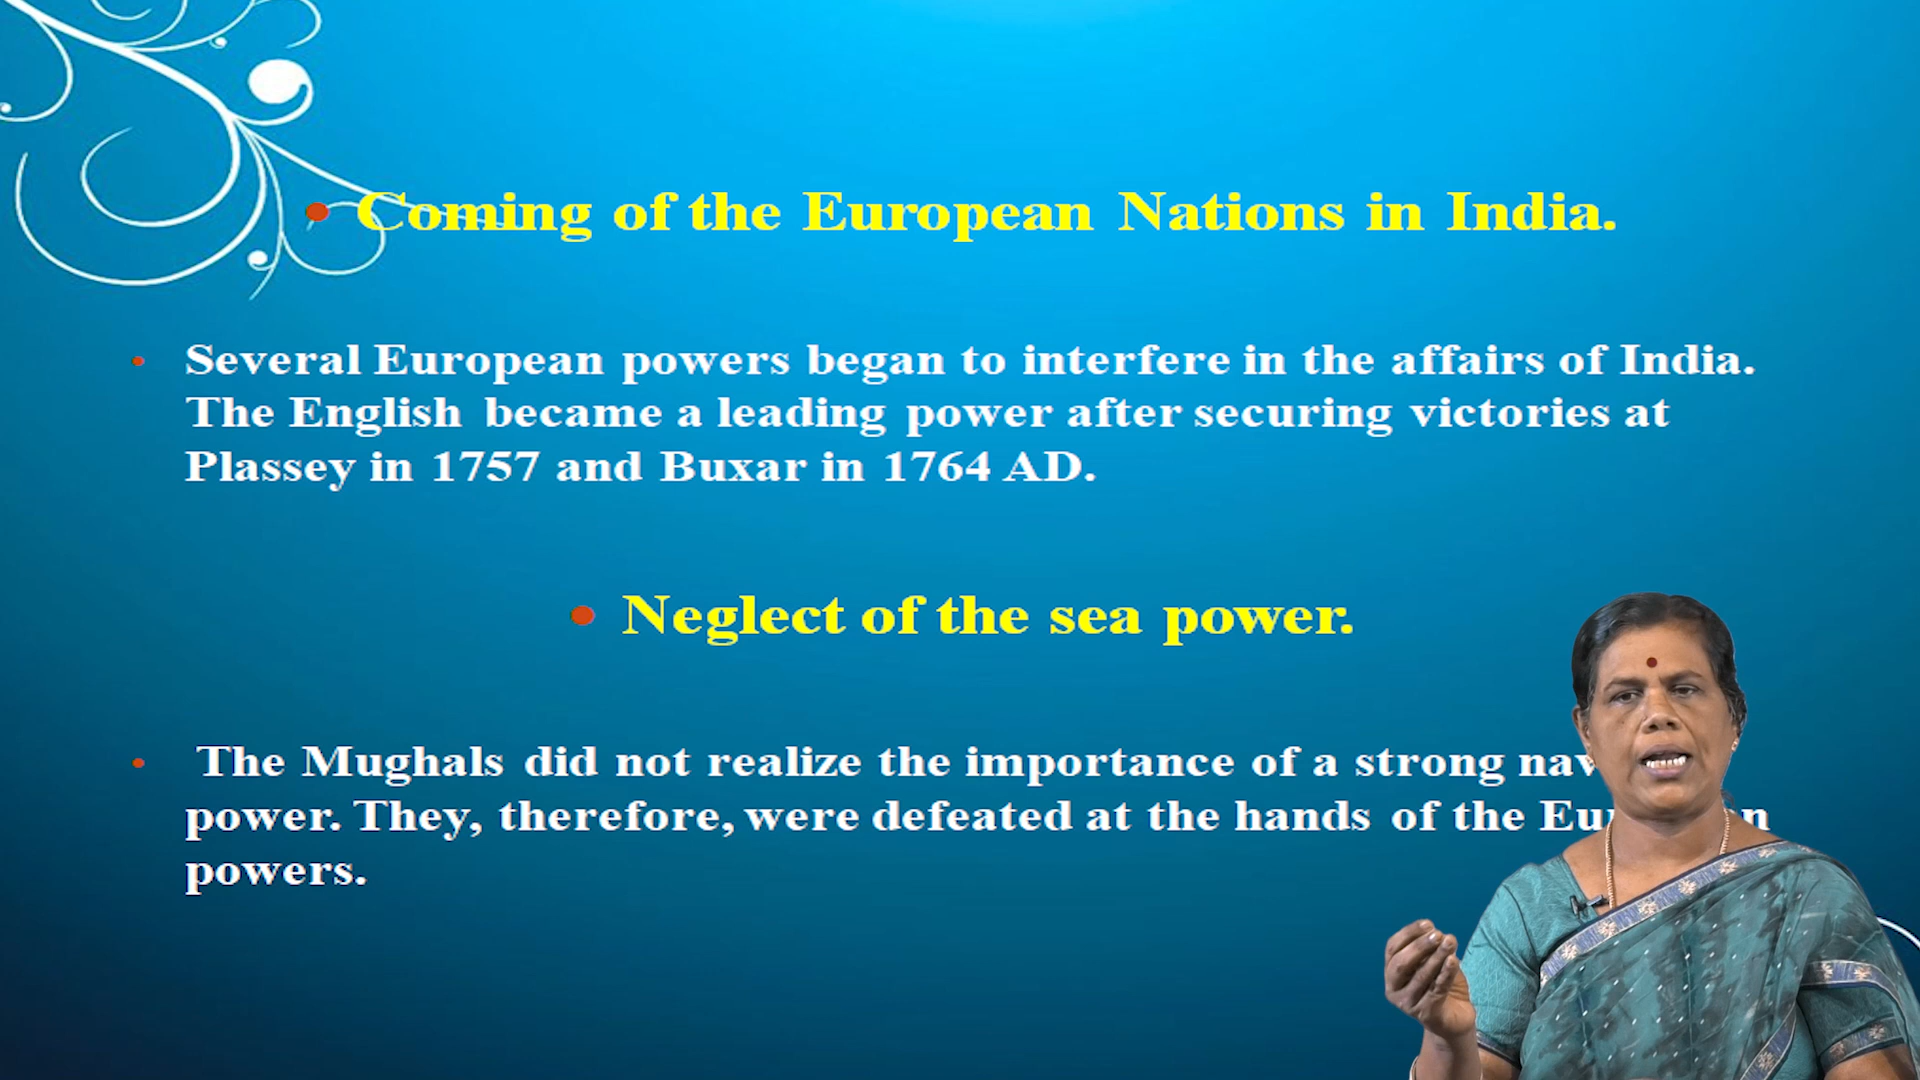 Coming of the European Nations in India.
Several European powers began to interfere in the affairs of India.
The English became a leading power after securing victories at
Plassey in 1757 and Buxar in 1764 AD.
Neglect of the sea power.
The Mughals did not realize the importance of a strong
power. They, therefore, were defeated at the hands of the
powers.